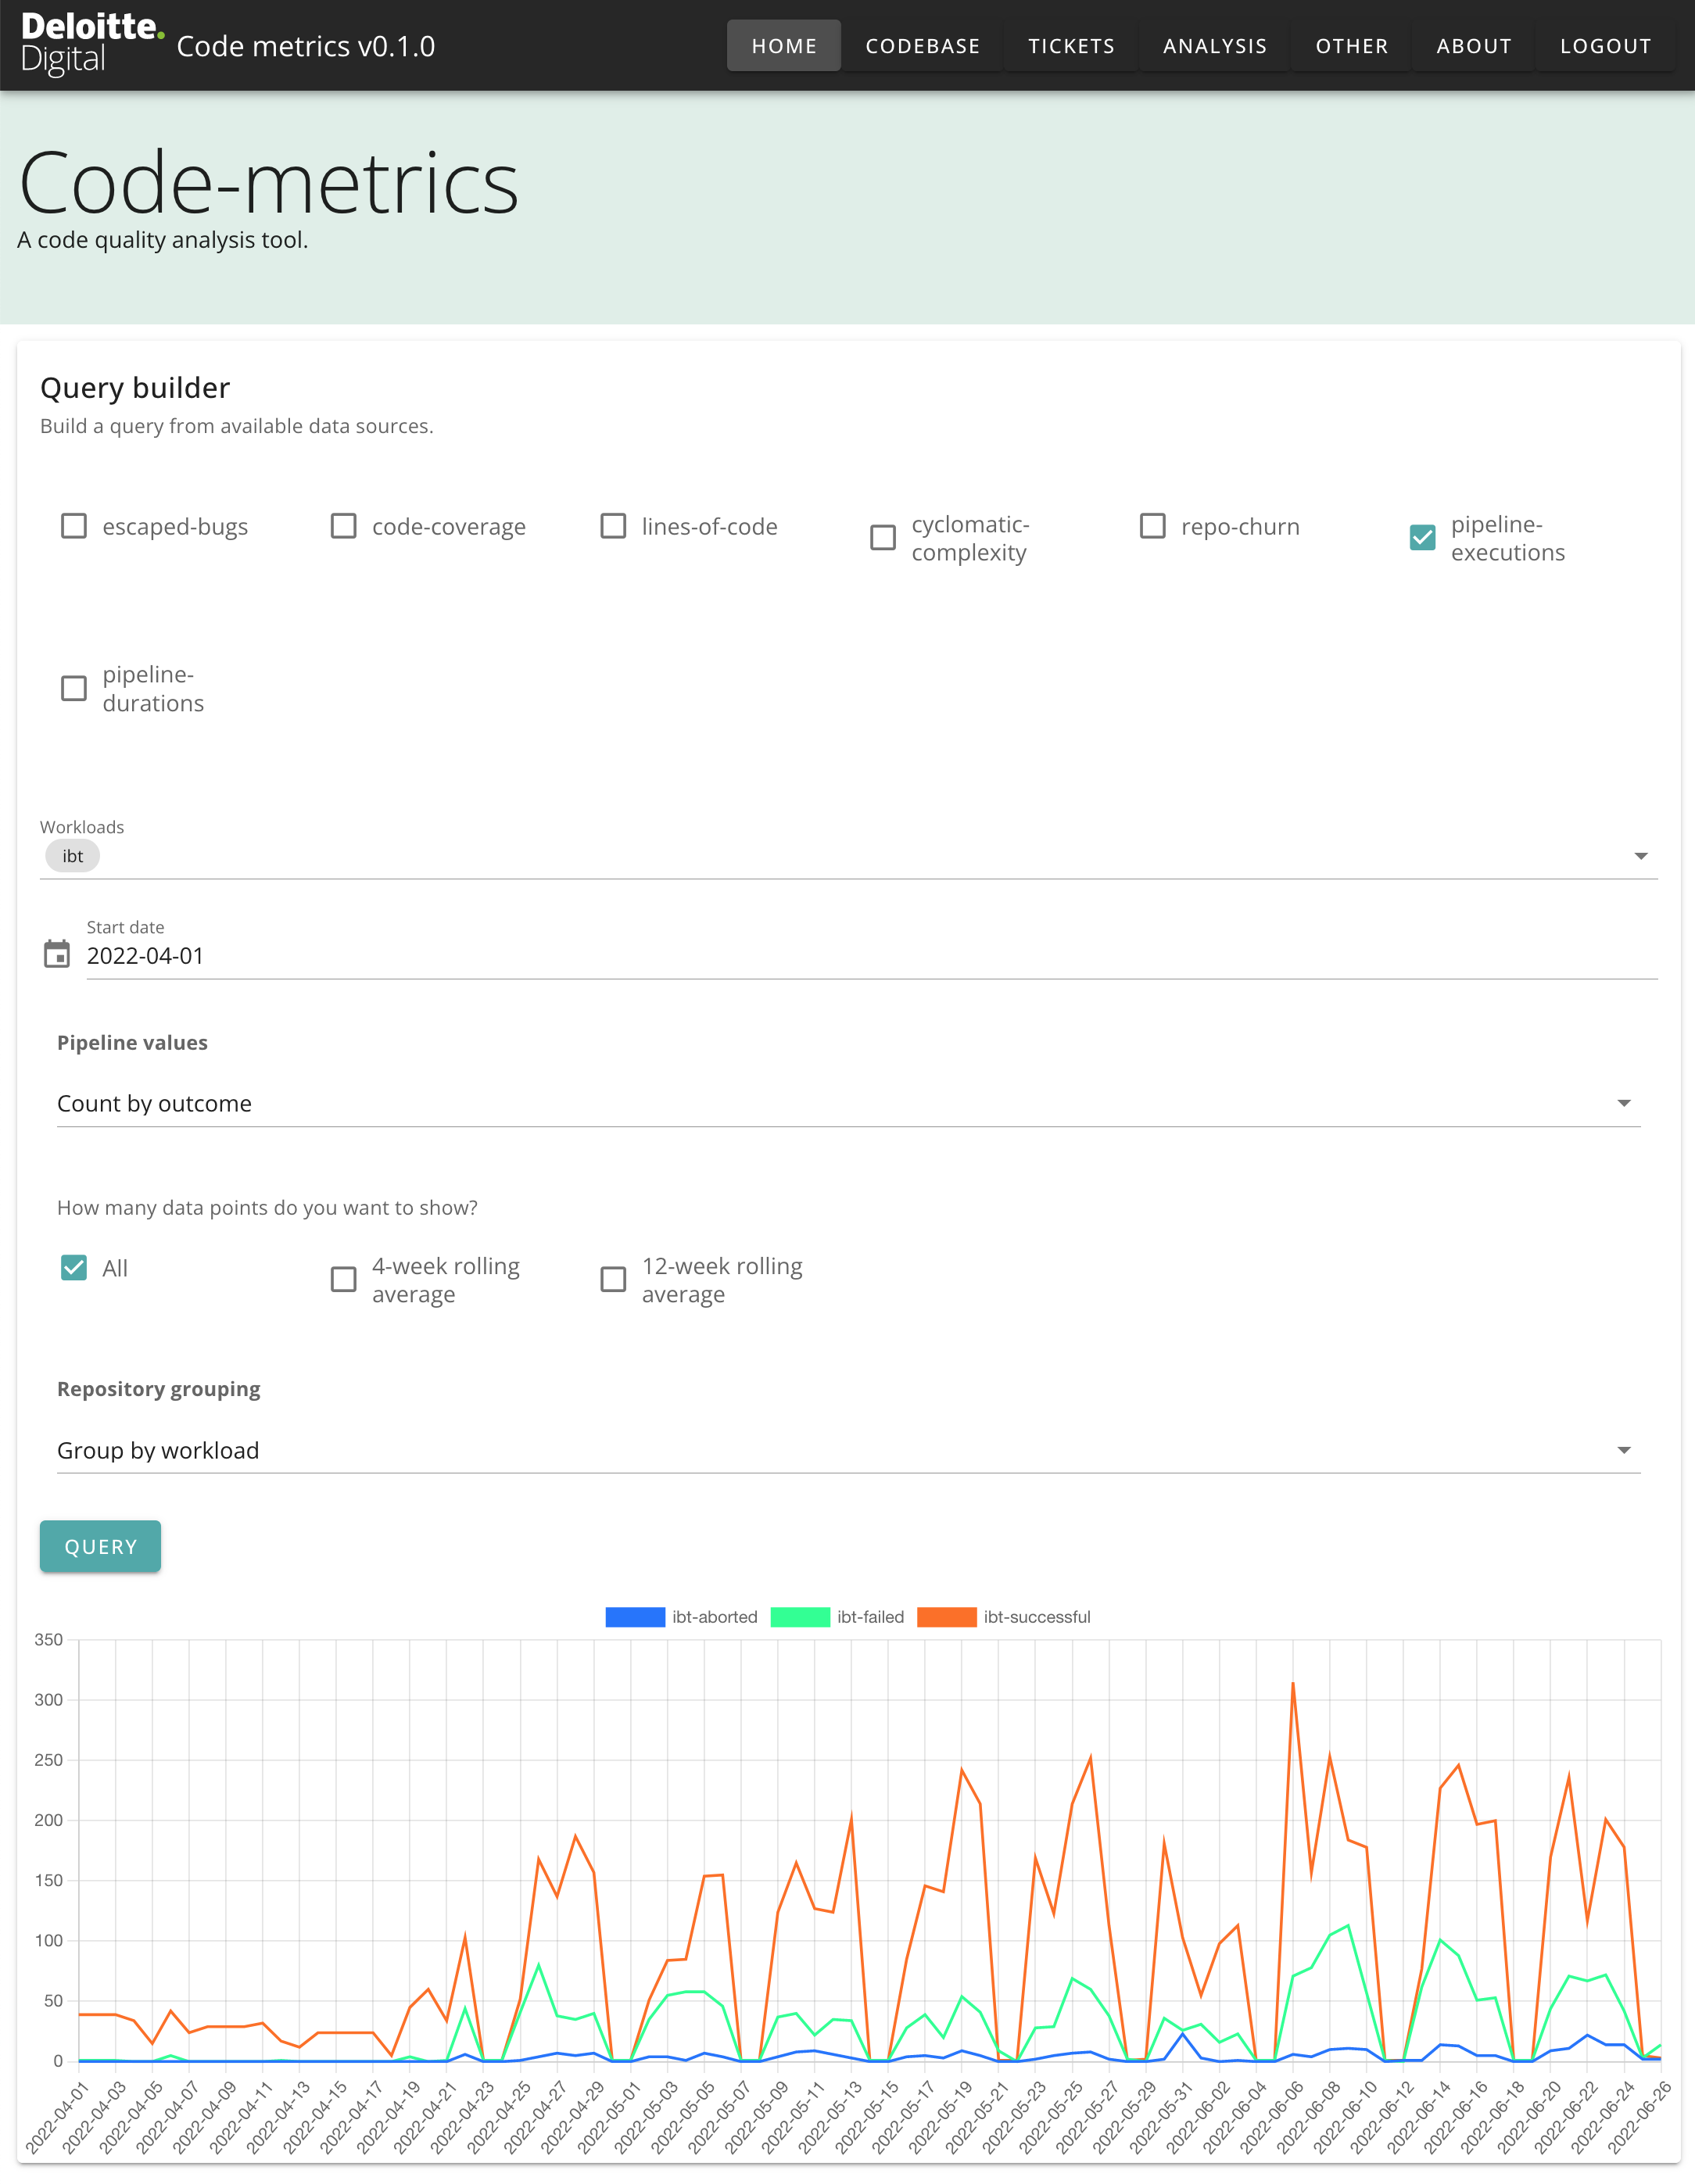 Deloitte.
Digital
Code metrics v0.1.0
HOME CODEBASE TICKETS ANALYSIS OTHER ABOUT LOGOUT
Code-metrics
A code quality analysis tool.
Query builder
Build a query from available data sources.
escaped-bugs
code-coverage
lines-of-code
cyclomatic-
complexity
repo-churn
pipeline-
executions
pipeline-
durations
Workloads
ibt
Start date
2022-04-01
Pipeline values
Count by outcome
How many data points do you want to show?
All
4-week rolling
average
12-week rolling
average
Repository grouping
Group by workload
QUERY
ibt-aborted ibt-failed ibt-successful
350
300
250
200
150
100
50
0
2022-04-01
2022-04-03
2022-04-05
2022-04-07
2022-04-09
2022-04-11
2022-04-13
2022-04-15
2022-04-17
2022-04-19
2022-04-21
2022-04-23
2022-04-25
2022-04-27
2022-04-29
2022-05-01
2022-05-03
2022-05-05
2022-05-07
2022-05-09
2022-05-11
2022-05-13
2022-05-15
2022-05-17
2022-05-19
2022-05-21
2022-05-23
2022-05-25
2022-05-27
2022-05-29
2022-05-31
2022-06-02
2022-06-04
2022-06-06
2022-06-08
2022-06-10
2022-06-12
2022-06-14
2022-06-16
2022-06-18
2022-06-20
2022-06-22
2022-06-24
2022-06-26